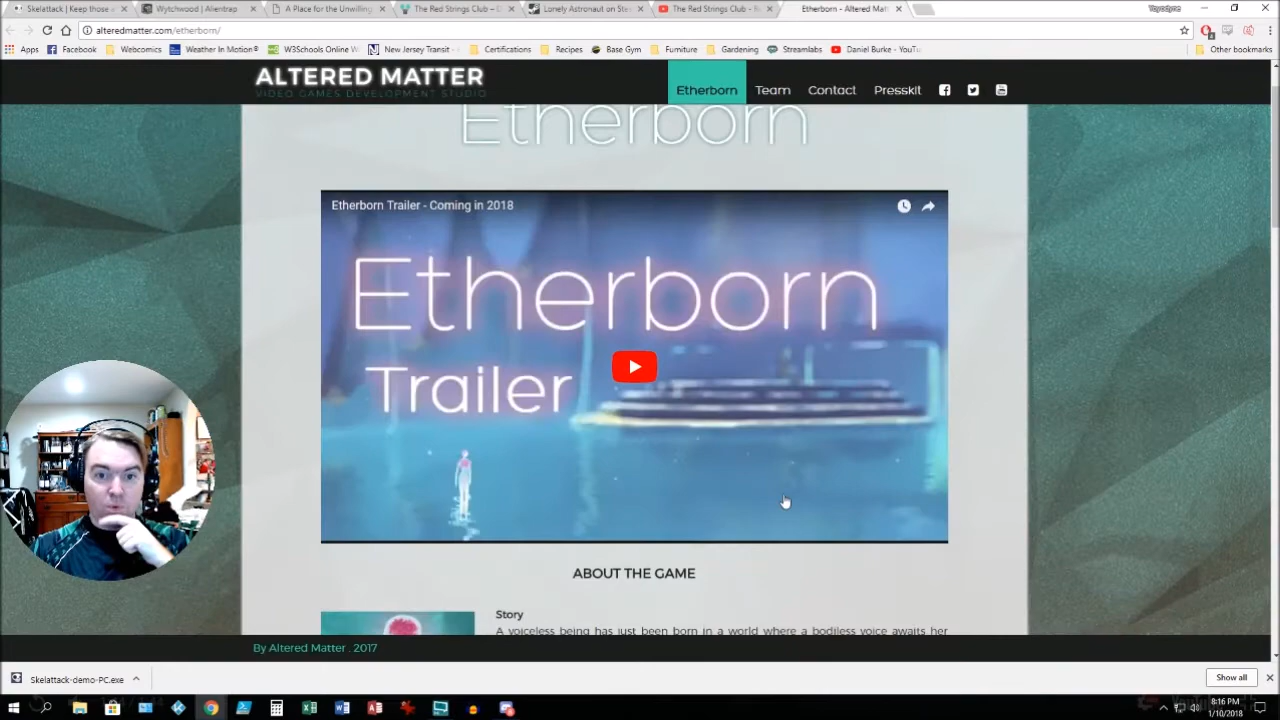 Skelattack | Keep those
Wytchwood | Alientrap
A Place for the Unwilling
The Red Strings Club – D
Lonely Astronaut on Ste
The Red Strings Club - R
Etherborn - Altered Matt
alteredmatter.com/etherborn/
Apps
Facebook
Webcomics
Weather In Motion®
W3Schools Online W
New Jersey Transit -
Certifications
Recipes
Base Gym
Furniture
Gardening
Streamlabs
Daniel Burke - YouTu
Other bookmarks
ALTERED MATTER
VIDEO GAMES DEVELOPMENT STUDIO
Etherborn
Team
Contact
Presskit
Etherborn
Etherborn Trailer - Coming in 2018
Etherborn
Trailer
ABOUT THE GAME
Story
A voiceless being has just been born in a world where a bodiless voice awaits her
By Altered Matter . 2017
Skelattack-demo-PC.exe
Show all
8:16 PM
1/10/2018